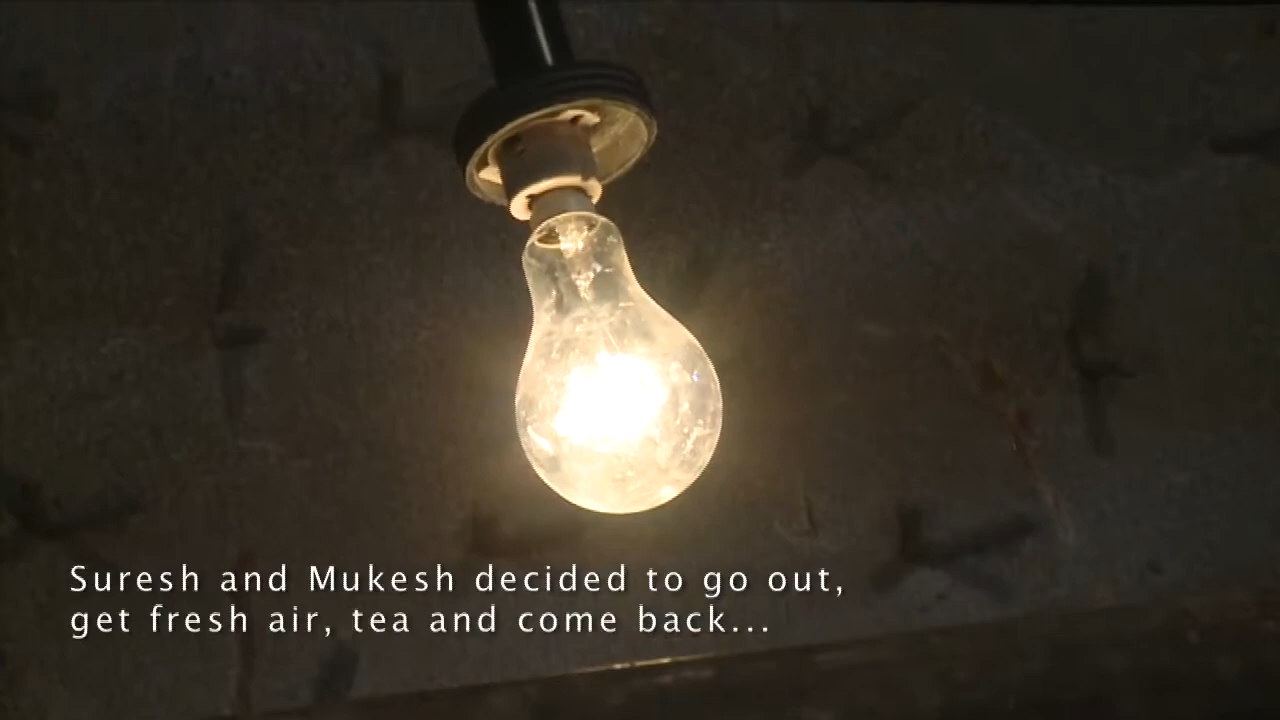 Suresh and Mukesh decided to go out,
get fresh air, tea and come back...